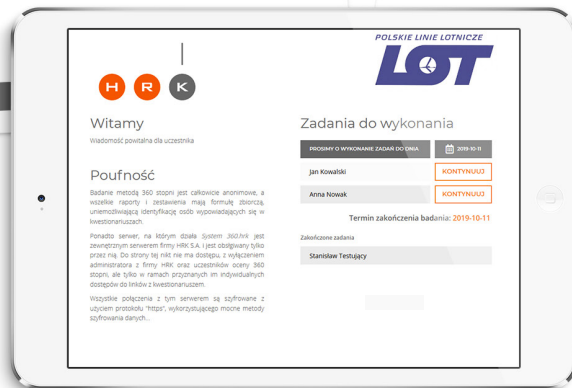 H R K
Witamy
Wiadomość powitalna dla uczestnika
Poufność
Badanie metodą 360 stopni jest całkowicie anonimowe, a
wszelkie raporty i zestawienia mają formułę zbiorczą,
uniemożliwiającą identyfikację osób wypowiadających się w
kwestionariuszach.
Ponadto serwer, na którym działa System 360.hrk jest
zewnętrznym serwerem firmy HRK S.A. i jest obsługiwany tylko
przez nią. Do strony tej nikt nie ma dostępu, z wyłączeniem
administratora z firmy HRK oraz uczestników oceny 360
stopni, ale tylko w ramach przyznanych im indywidualnych
dostępów do linków z kwestionariuszem.
Wszystkie połączenia z tym serwerem są szyfrowane z
użyciem protokołu "https", wykorzystującego mocne metody
szyfrowania danych...
POLSKIE LINIE LOTNICZE
LOT
Zadania do wykonania
PROSIMY O WYKONANIE ZADAŃ DO DNIA 2019-10-11
Jan Kowalski KONTYNUUJ
Anna Nowak KONTYNUUJ
Termin zakończenia badania: 2019-10-11
Zakończone zadania
Stanisław Testujący